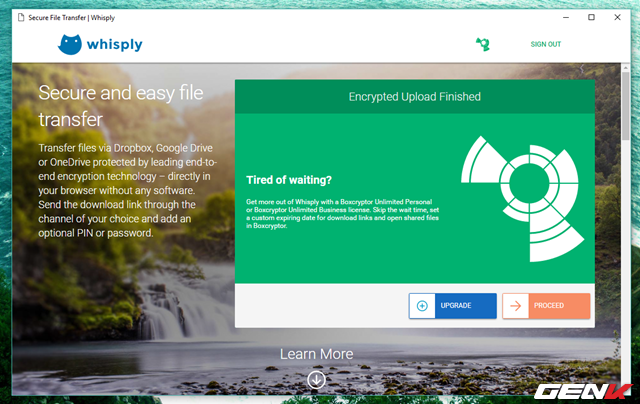 Secure File Transfer | Whisply
whisply
SIGN OUT
Secure and easy file
transfer
Transfer files via Dropbox, Google Drive
or OneDrive protected by leading end-to-
end encryption technology – directly in
your browser without any software.
Send the download link through the
channel of your choice and add an
optional PIN or password.
Encrypted Upload Finished
Tired of waiting?
Get more out of Whisply with a Boxcryptor Unlimited Personal
or Boxcryptor Unlimited Business license. Skip the wait time, set
a custom expiring date for download links and open shared files
in Boxcryptor.
UPGRADE
PROCEED
Learn More
GENK